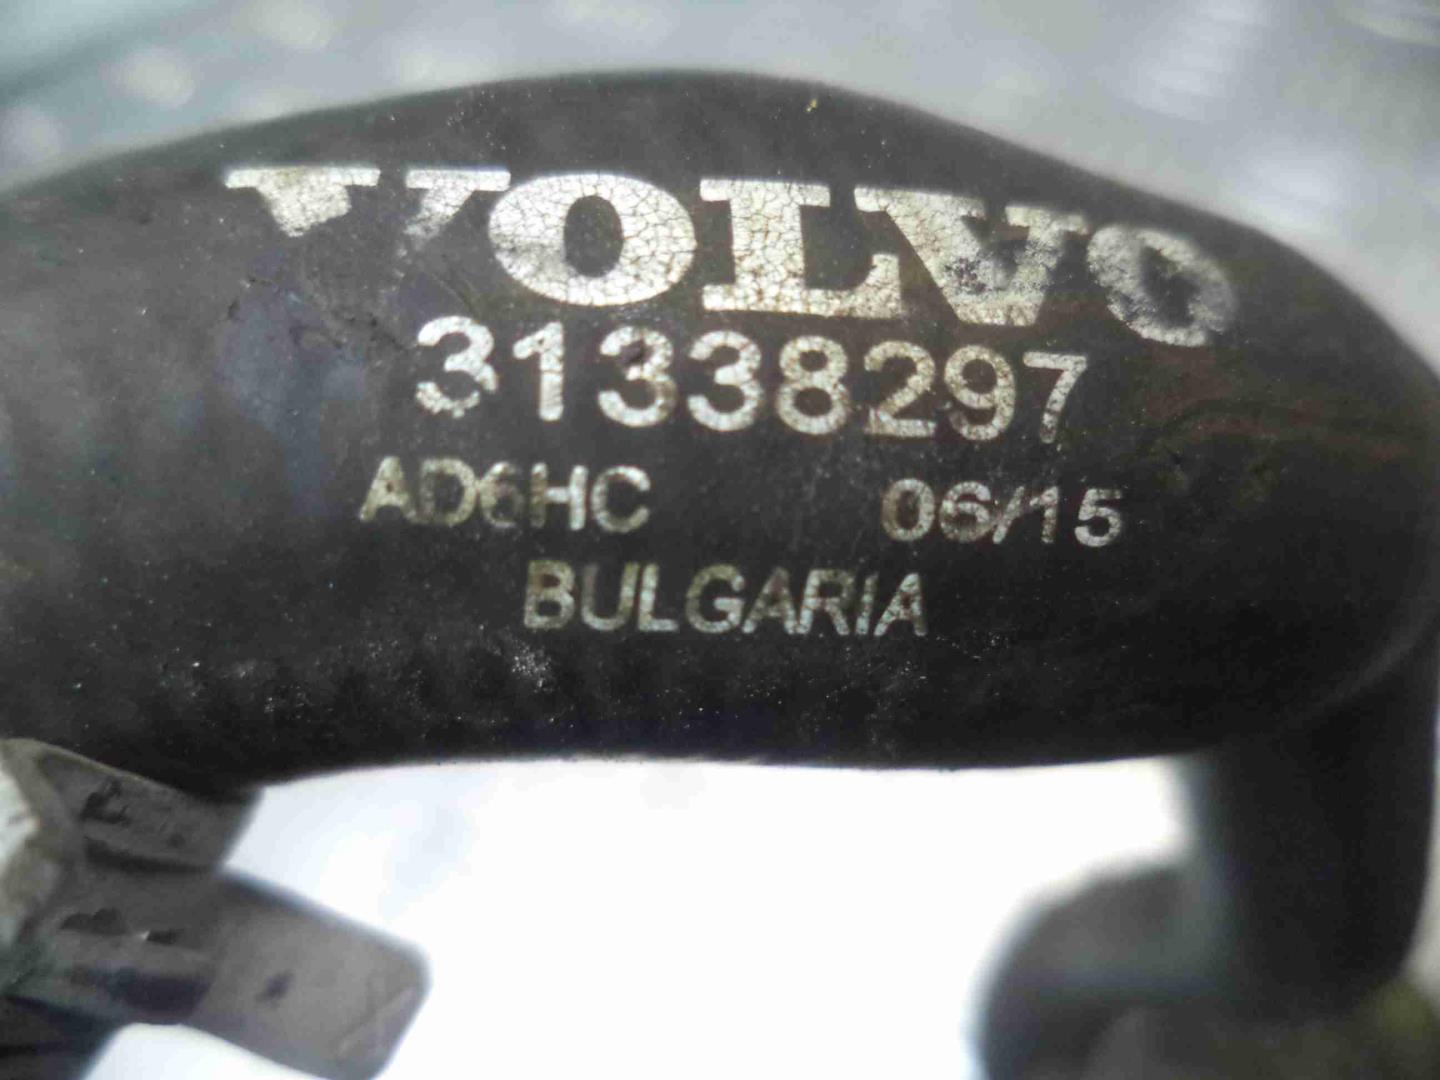 VOLVO
31338297
AD6HC 06/15
BULGARIA